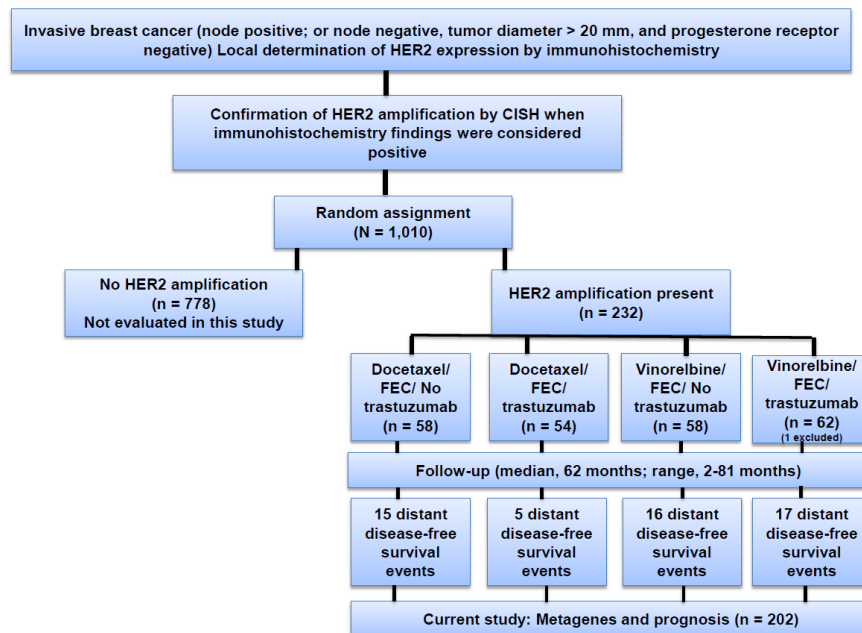 Invasive breast cancer (node positive; or node negative, tumor diameter > 20 mm, and progesterone receptor
negative) Local determination of HER2 expression by immunohistochemistry
Confirmation of HER2 amplification by CISH when
immunohistochemistry findings were considered
positive
Random assignment
(N = 1,010)
No HER2 amplification
(n = 778)
Not evaluated in this study
HER2 amplification present
(n = 232)
Docetaxel/
FEC/ No
trastuzumab
(n = 58)
Docetaxel/
FEC/
trastuzumab
(n = 54)
Vinorelbine/
FEC/ No
trastuzumab
(n = 58)
Vinorelbine/
FEC/
trastuzumab
(n = 62)
(1 excluded)
Follow-up (median, 62 months; range, 2-81 months)
15 distant
disease-free
survival
events
5 distant
disease-free
survival
events
16 distant
disease-free
survival
events
17 distant
disease-free
survival
events
Current study: Metagenes and prognosis (n = 202)